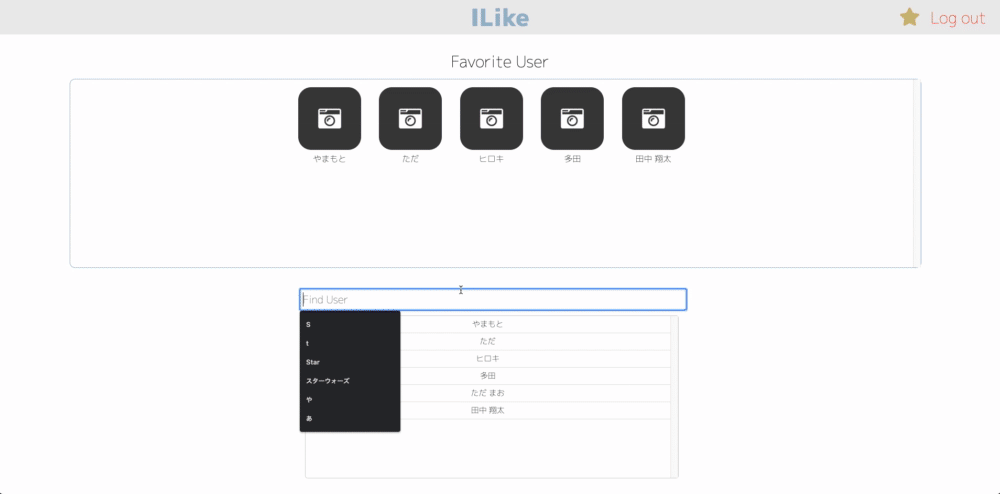 ILike
Log out
Favorite User
やまもと
ただ
ヒロキ
多田
田中 翔太
Find User
S
t
Star
スターウォーズ
や
あ
やまもと
ただ
ヒロキ
多田
ただ まお
田中 翔太